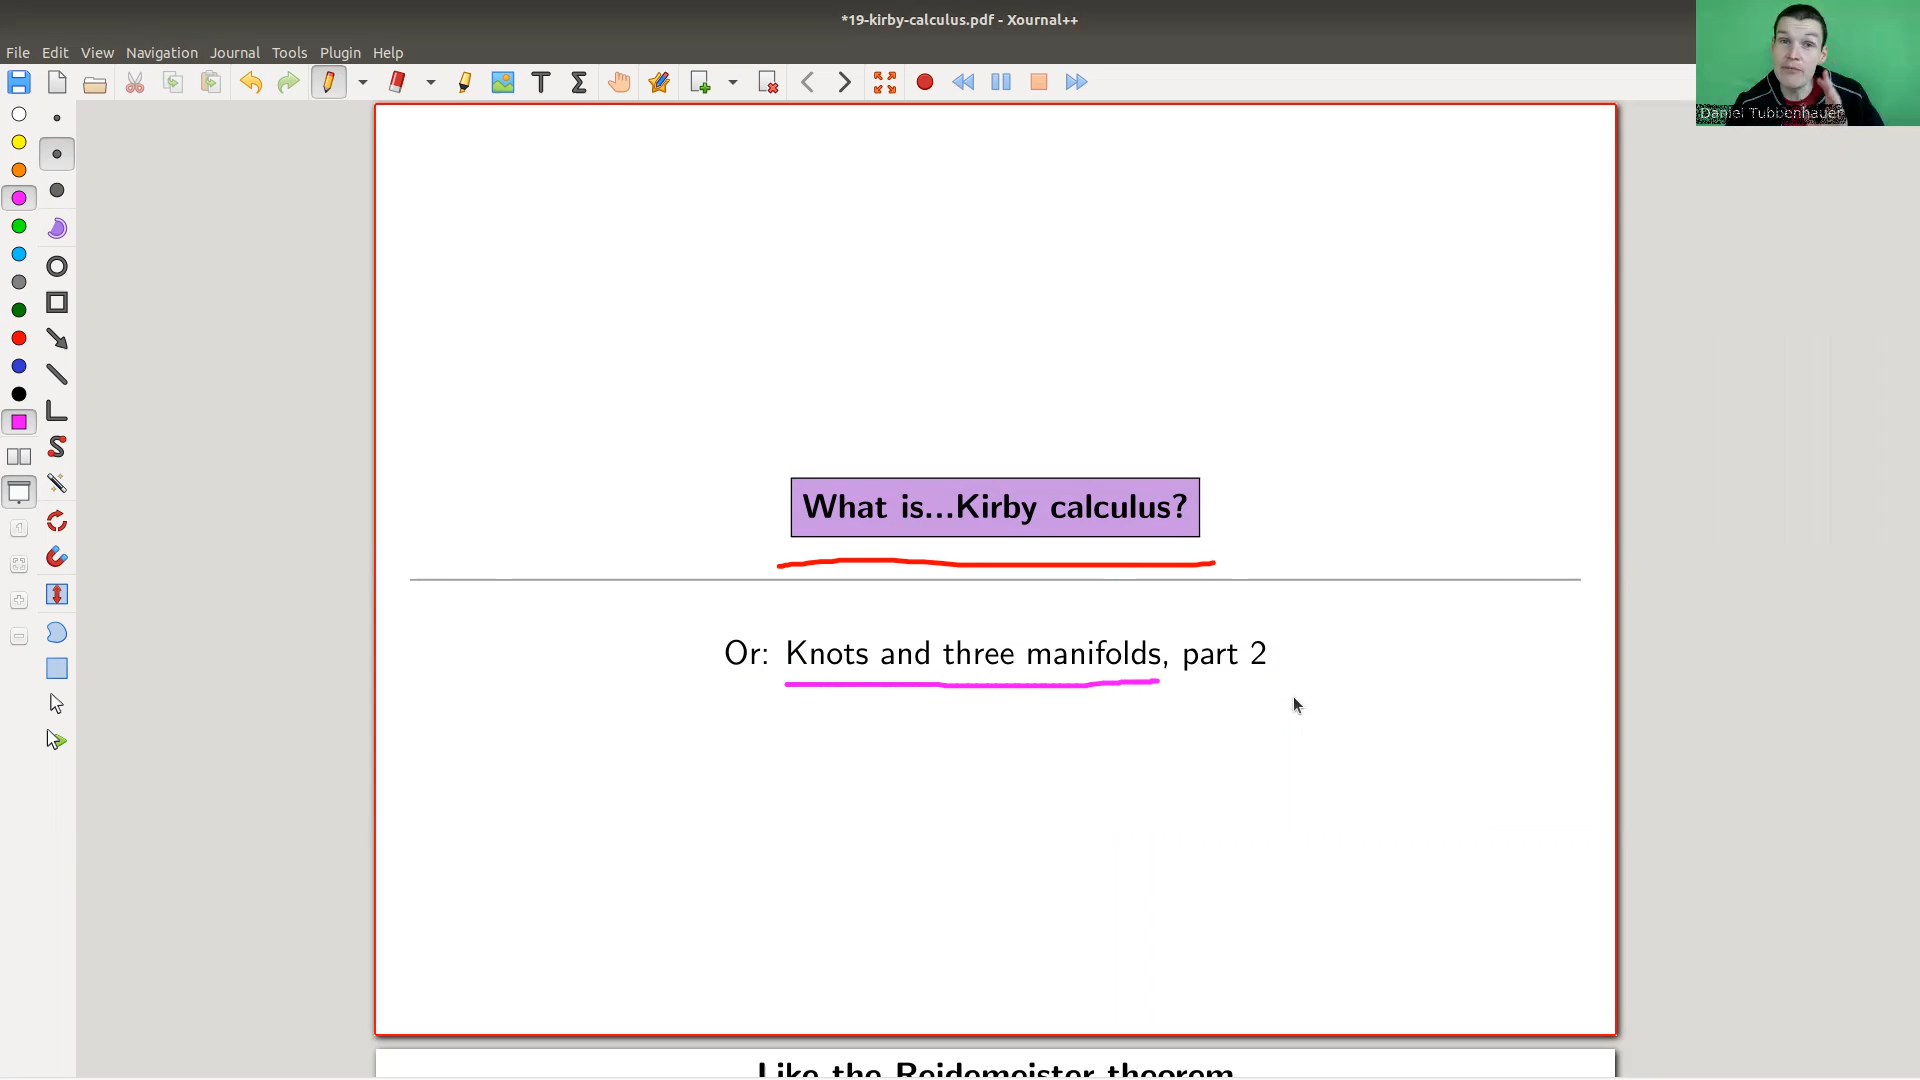 *19-kirby-calculus.pdf - Xournal++
File Edit View Navigation Journal Tools Plugin Help
Daniel Tubbenhauer
What is...Kirby calculus?
Or: Knots and three manifolds, part 2
Like the Reidemeister theorem